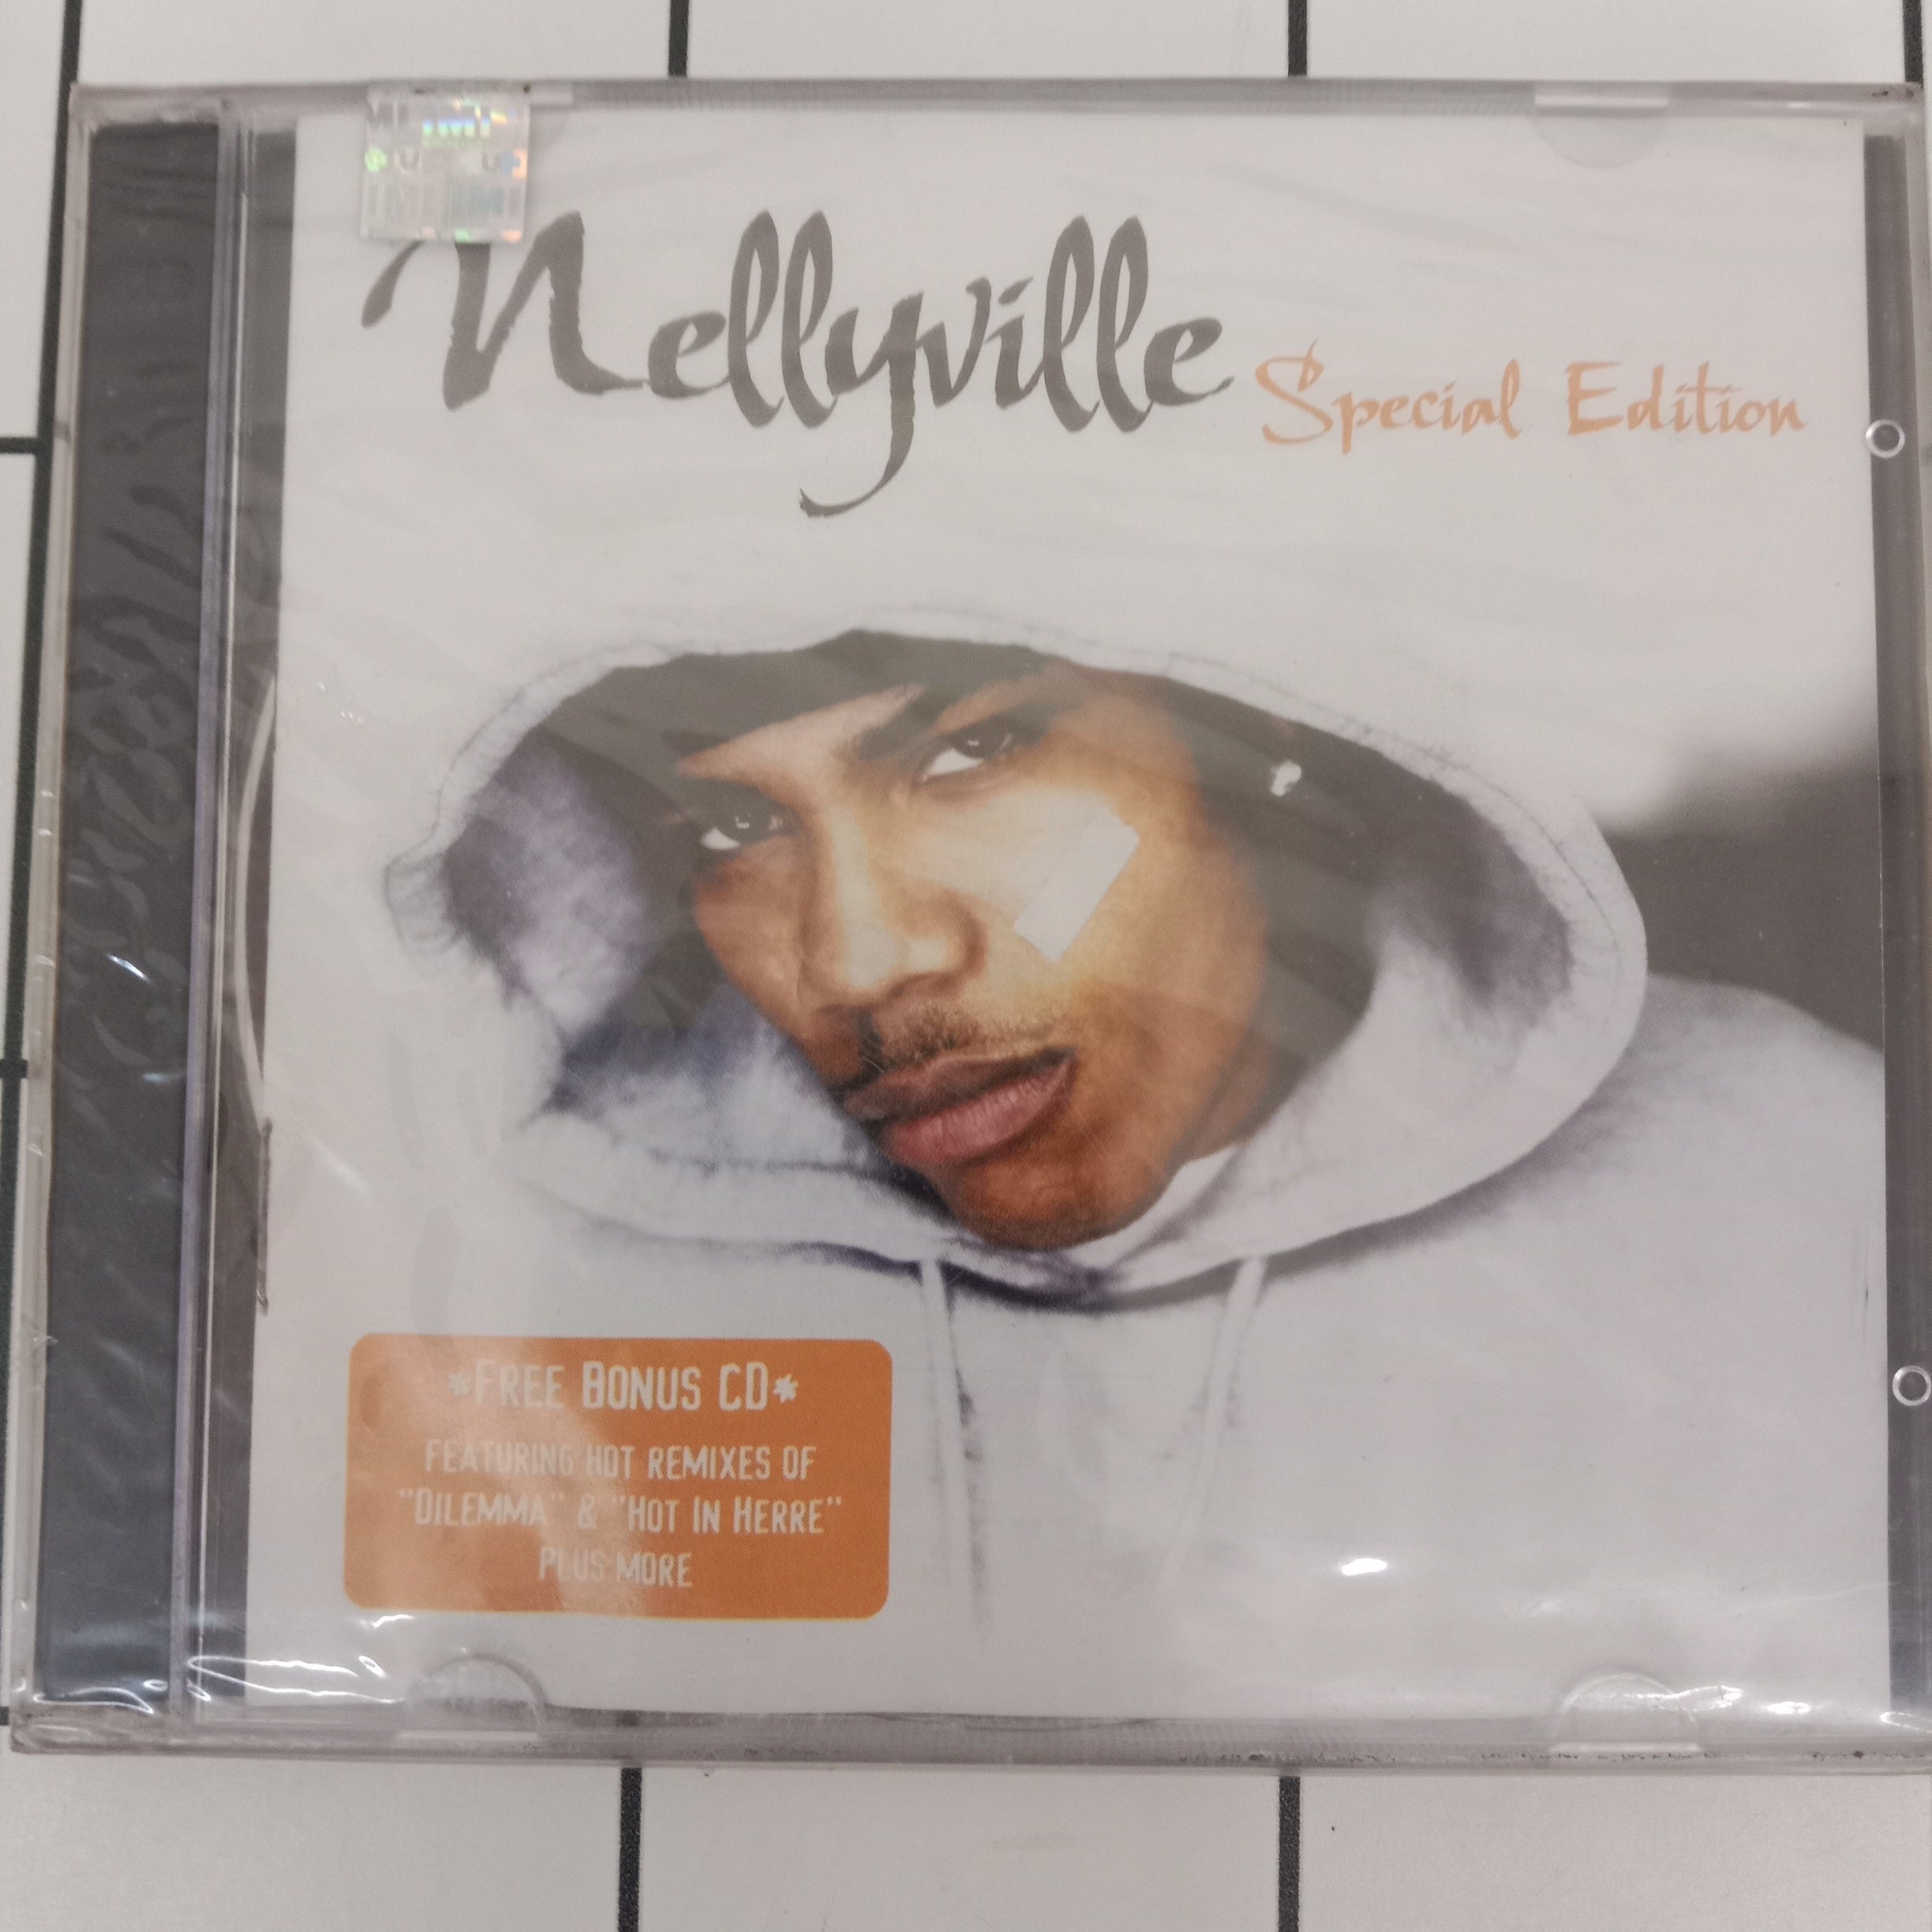 Nellyville
Special Edition
*FREE BONUS CD*
FEATURING HOT REMIXES OF
"DILEMMA" & "HOT IN HERRE"
PLUS MORE